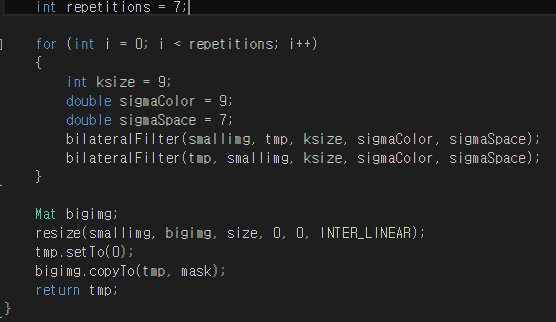 int repetitions = 7;
for (int i = 0; i < repetitions; i++)
{
int ksize = 9;
double sigmaColor = 9;
double sigmaSpace = 7;
bilateralFilter(smallimg, tmp, ksize, sigmaColor, sigmaSpace);
bilateralFilter(tmp, smallimg, ksize, sigmaColor, sigmaSpace);
}
Mat bigimg;
resize(smallimg, bigimg, size, 0, 0, INTER_LINEAR);
tmp.setTo(0);
bigimg.copyTo(tmp, mask);
return tmp;
}